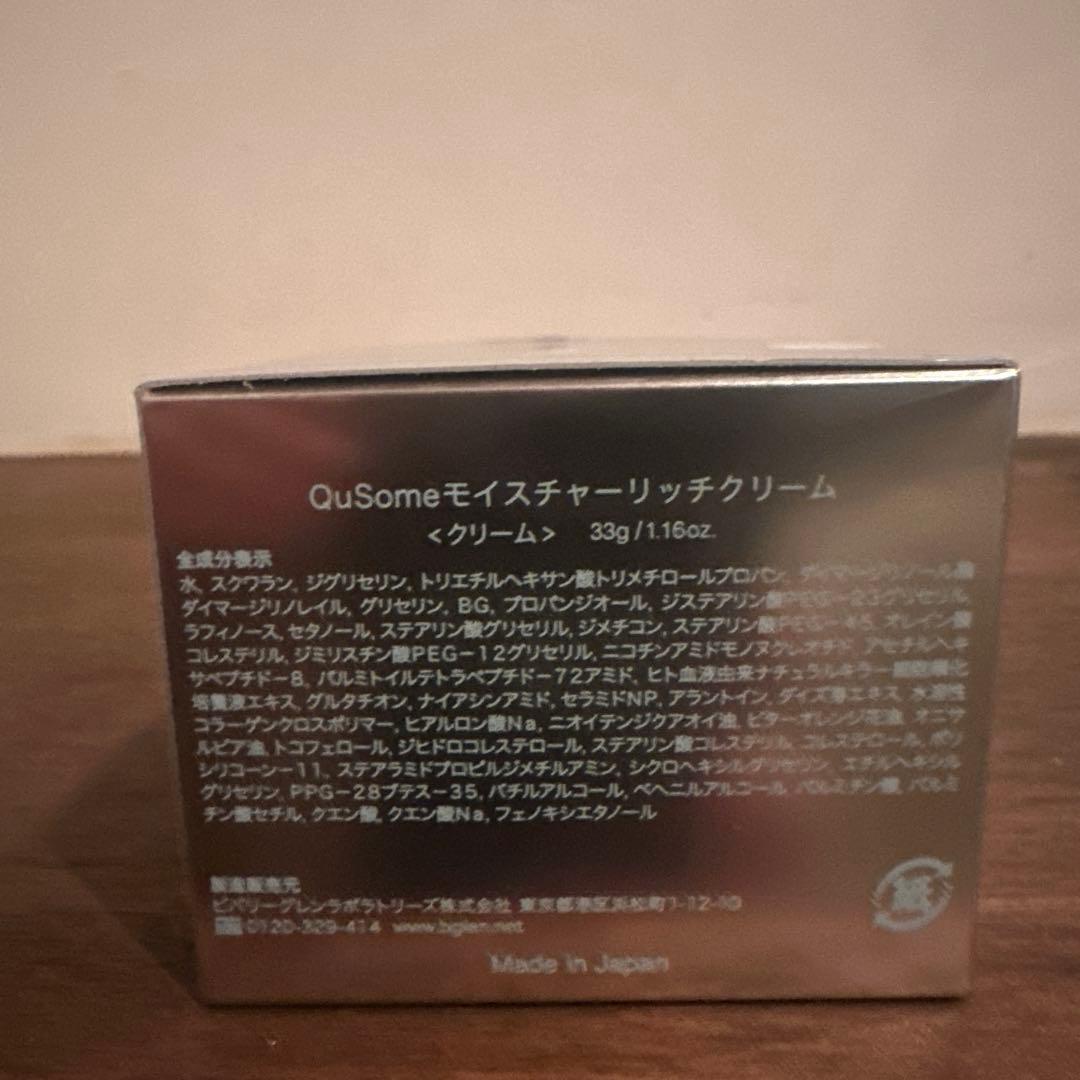 QuSomeモイスチャーリッチクリーム
<クリーム> 33g/1.16oz.
全成分表示
水, スクワラン, ジグリセリン, トリエチルヘキサン酸トリメチロールプロパン, ダイマージリノール酸
ダイマージリノレイル, グリセリン, BG, プロパンジオール, ジステアリン酸PEG-23グリセリル,
ラフィノース, セタノール, ステアリン酸グリセリル, ジメチコン, ステアリン酸PEG-45, オレイン酸
コレステリル, ジミリスチン酸PEG-12グリセリル, ニコチンアミドモノヌクレオチド, アセチルヘキ
サペプチド-8, パルミトイルテトラペプチド-72アミド, ヒト血液由来ナチュラルキラー細胞順化
培養液エキス, グルタチオン, ナイアシンアミド, セラミドNP, アラントイン, ダイズ芽エキス, 水溶性
コラーゲンクロスポリマー, ヒアルロン酸Na, ニオイテンジクアオイ油, ビターオレンジ花油, オニサ
ルビア油, トコフェロール, ジヒドロコレステロール, ステアリン酸コレステリル, コレステロール, ポリ
シリコーン-11, ステアラミドプロピルジメチルアミン, シクロヘキシルグリセリン, エチルヘキシル
グリセリン, PPG-28ブテス-35, バチルアルコール, ベヘニルアルコール, パルミチン酸, パルミ
チン酸セチル, クエン酸, クエン酸Na, フェノキシエタノール
製造販売元
ビバリーグレンラボラトリーズ株式会社 東京都港区浜松町1-12-10
0120-329-414 www.bglen.net
紙
Made in Japan